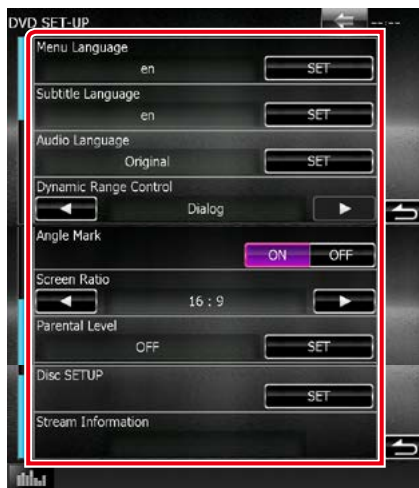 DVD SET-UP --:--
Menu Language
en SET
Subtitle Language
en SET
Audio Language
Original SET
Dynamic Range Control
Dialog
Angle Mark
ON OFF
Screen Ratio
16 : 9
Parental Level
OFF SET
Disc SETUP
SET
Stream Information